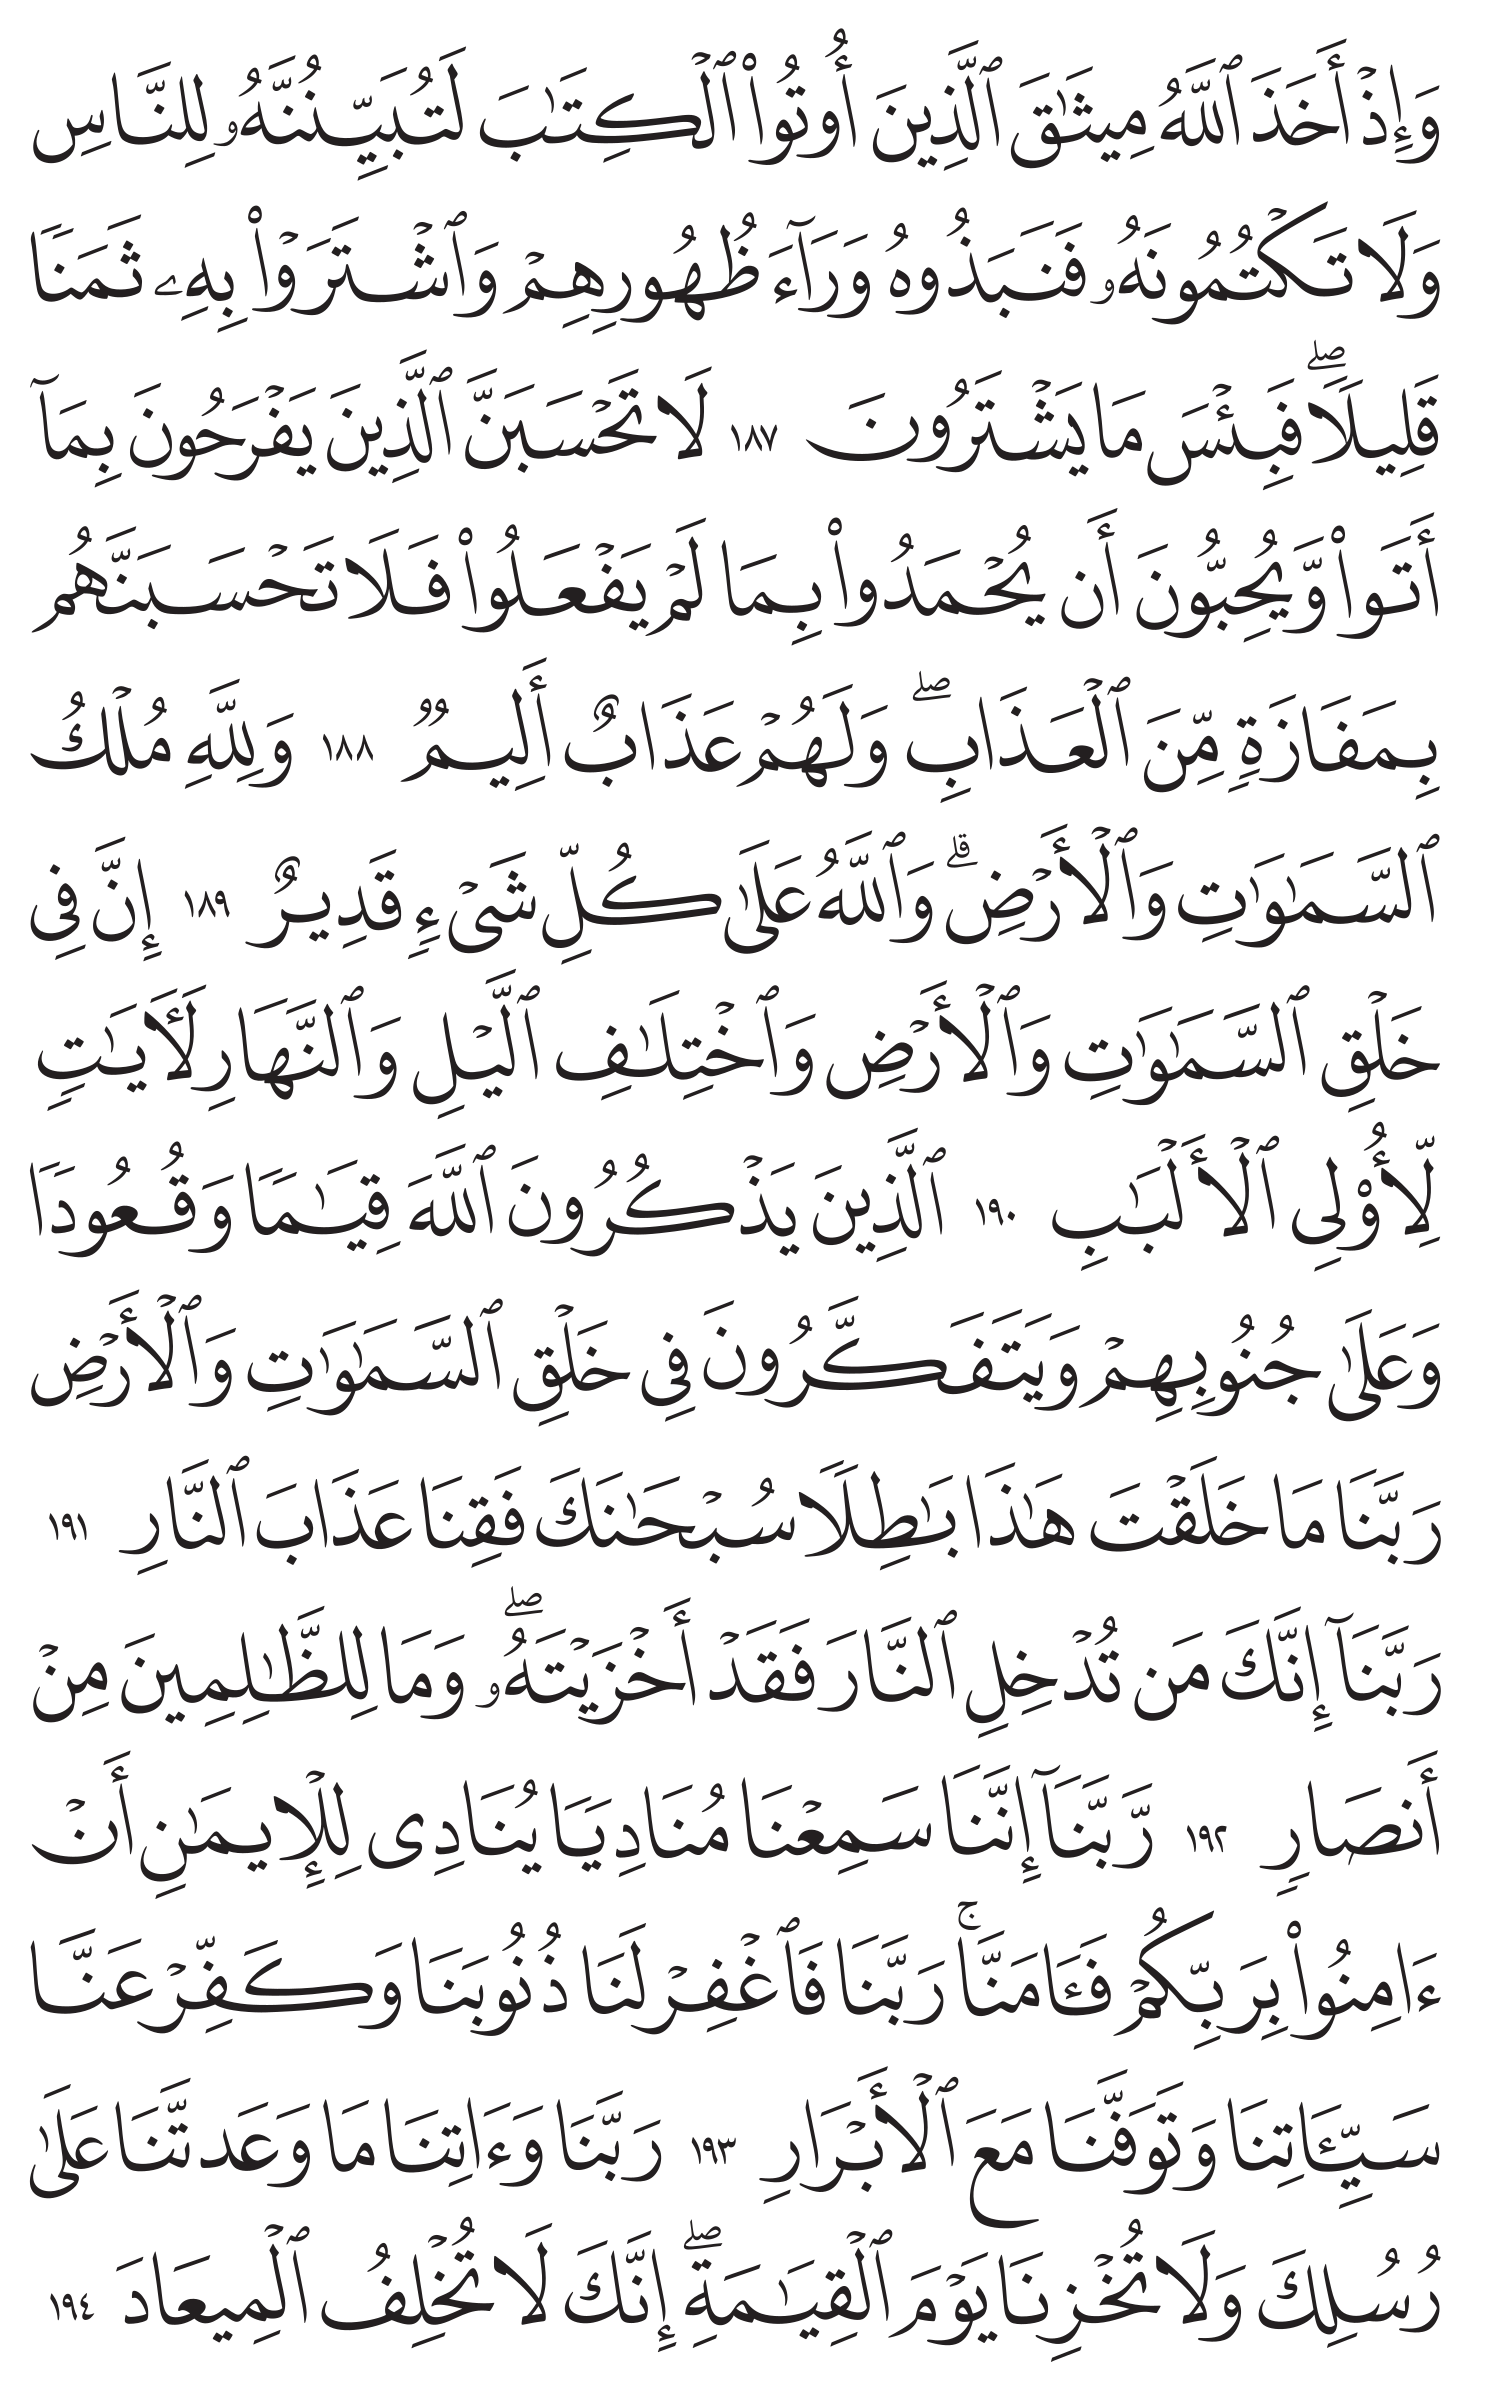 وَإِذْ أَخَذَ ٱللَّهُ مِيثَٰقَ ٱلَّذِينَ أُوتُوا۟ ٱلْكِتَٰبَ لَتُبَيِّنُنَّهُۥ لِلنَّاسِ
وَلَا تَكْتُمُونَهُۥ فَنَبَذُوهُ وَرَآءَ ظُهُورِهِمْ وَٱشْتَرَوْا۟ بِهِۦ ثَمَنًا
قَلِيلًا ۖ فَبِئْسَ مَا يَشْتَرُونَ ١٨٧ لَا تَحْسَبَنَّ ٱلَّذِينَ يَفْرَحُونَ بِمَآ
أَتَوا۟ وَّيُحِبُّونَ أَن يُحْمَدُوا۟ بِمَا لَمْ يَفْعَلُوا۟ فَلَا تَحْسَبَنَّهُم
بِمَفَازَةٍ مِّنَ ٱلْعَذَابِ ۖ وَلَهُمْ عَذَابٌ أَلِيمٌ ١٨٨ وَلِلَّهِ مُلْكُ
ٱلسَّمَٰوَٰتِ وَٱلْأَرْضِ ۗ وَٱللَّهُ عَلَىٰ كُلِّ شَىْءٍ قَدِيرٌ ١٨٩ إِنَّ فِى
خَلْقِ ٱلسَّمَٰوَٰتِ وَٱلْأَرْضِ وَٱخْتِلَٰفِ ٱلَّيْلِ وَٱلنَّهَارِ لَـَٔايَٰتٍ
لِّأُو۟لِى ٱلْأَلْبَٰبِ ١٩٠ ٱلَّذِينَ يَذْكُرُونَ ٱللَّهَ قِيَٰمًا وَقُعُودًا
وَعَلَىٰ جُنُوبِهِمْ وَيَتَفَكَّرُونَ فِى خَلْقِ ٱلسَّمَٰوَٰتِ وَٱلْأَرْضِ
رَبَّنَا مَا خَلَقْتَ هَٰذَا بَٰطِلًا سُبْحَٰنَكَ فَقِنَا عَذَابَ ٱلنَّارِ ١٩١
رَبَّنَآ إِنَّكَ مَن تُدْخِلِ ٱلنَّارَ فَقَدْ أَخْزَيْتَهُۥ ۖ وَمَا لِلظَّٰلِمِينَ مِنْ
أَنصَارٍ ١٩٢ رَّبَّنَآ إِنَّنَا سَمِعْنَا مُنَادِيًا يُنَادِى لِلْإِيمَٰنِ أَنْ
ءَامِنُوا۟ بِرَبِّكُمْ فَـَٔامَنَّا ۚ رَبَّنَا فَٱغْفِرْ لَنَا ذُنُوبَنَا وَكَفِّرْ عَنَّا
سَيِّـَٔاتِنَا وَتَوَفَّنَا مَعَ ٱلْأَبْرَارِ ١٩٣ رَبَّنَا وَءَاتِنَا مَا وَعَدتَّنَا عَلَىٰ
رُسُلِكَ وَلَا تُخْزِنَا يَوْمَ ٱلْقِيَٰمَةِ ۖ إِنَّكَ لَا تُخْلِفُ ٱلْمِيعَادَ ١٩٤